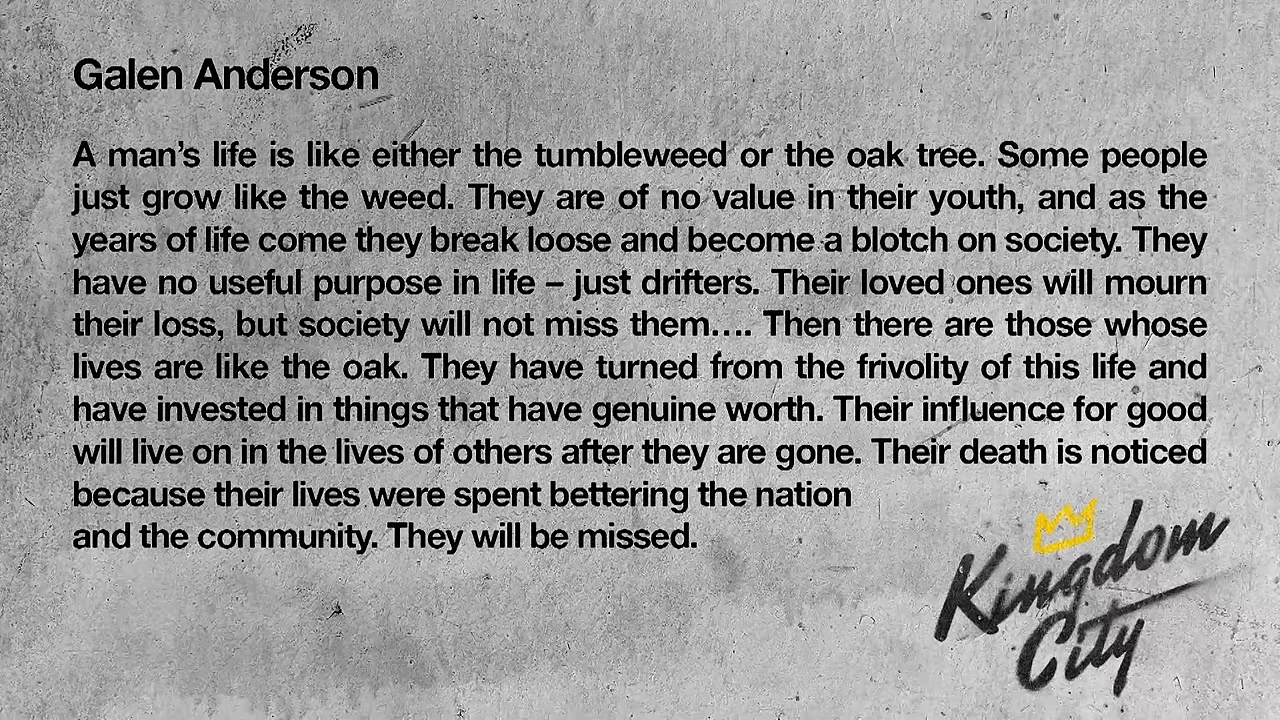 Galen Anderson
A man’s life is like either the tumbleweed or the oak tree. Some people
just grow like the weed. They are of no value in their youth, and as the
years of life come they break loose and become a blotch on society. They
have no useful purpose in life – just drifters. Their loved ones will mourn
their loss, but society will not miss them…. Then there are those whose
lives are like the oak. They have turned from the frivolity of this life and
have invested in things that have genuine worth. Their influence for good
will live on in the lives of others after they are gone. Their death is noticed
because their lives were spent bettering the nation
and the community. They will be missed.
Kingdom
City